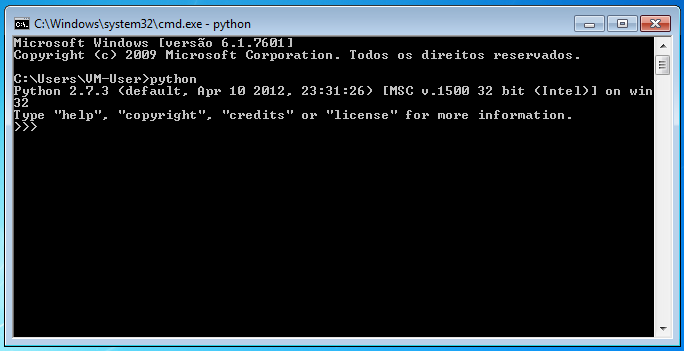 C:\Windows\system32\cmd.exe - python
Microsoft Windows [versão 6.1.7601]
Copyright (c) 2009 Microsoft Corporation. Todos os direitos reservados.
C:\Users\VM-User>python
Python 2.7.3 (default, Apr 10 2012, 23:31:26) [MSC v.1500 32 bit (Intel)] on win
32
Type "help", "copyright", "credits" or "license" for more information.
>>>